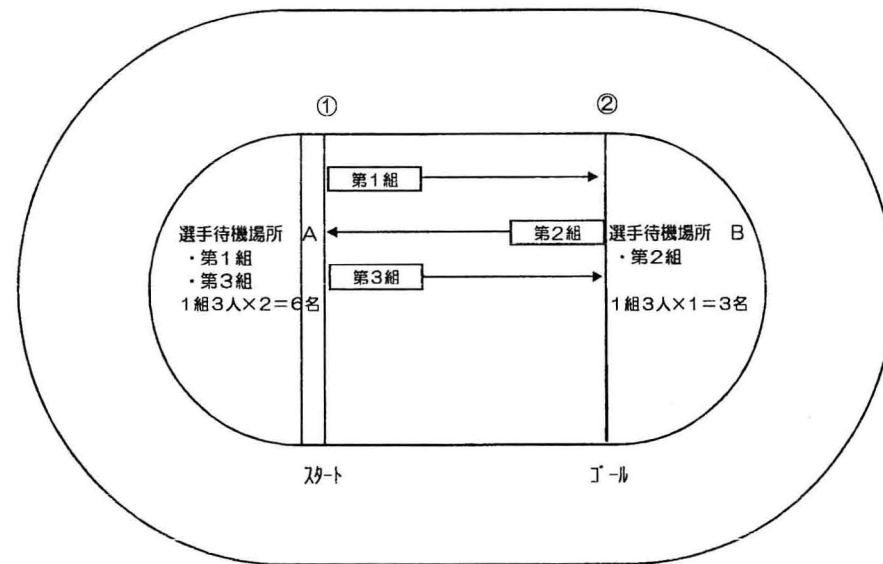 ① ②
第1組
選手待機場所 A
・第1組
・第3組
1組3人×2=6名
第2組
第3組
選手待機場所 B
・第2組
1組3人×1=3名
スタート ゴール